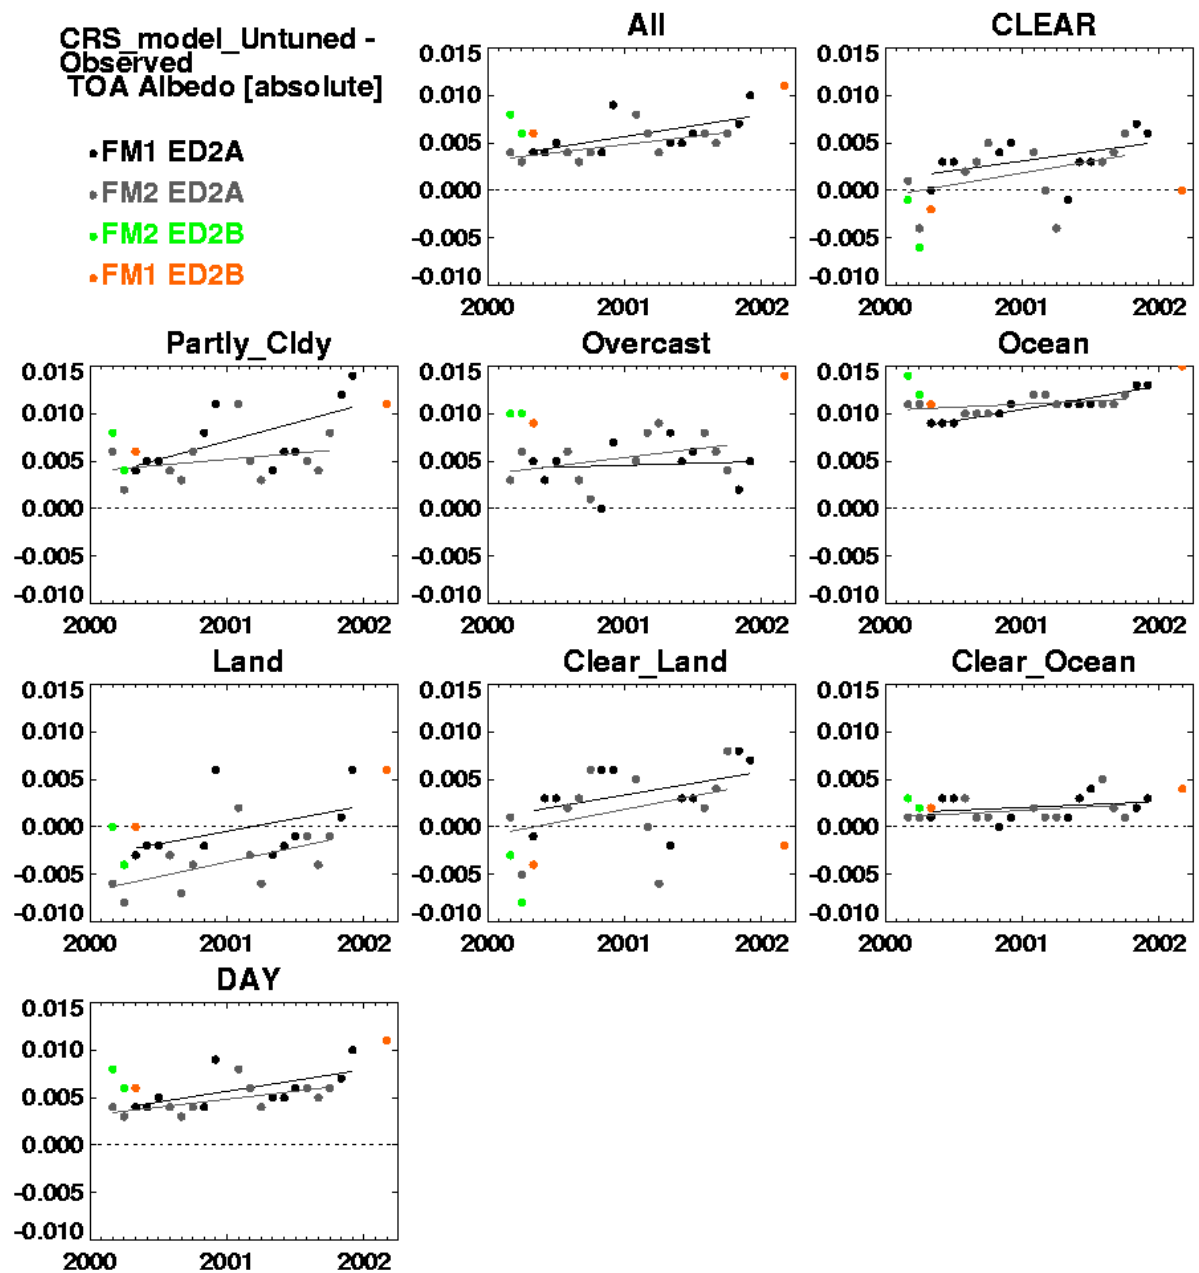 CRS_model_Untuned -
Observed
TOA Albedo [absolute]
FM1 ED2A
FM2 ED2A
FM2 ED2B
FM1 ED2B
All
0.015
0.010
0.005
0.000
-0.005
-0.010
2000 2001 2002
CLEAR
0.015
0.010
0.005
0.000
-0.005
-0.010
2000 2001 2002
Partly_Cldy
0.015
0.010
0.005
0.000
-0.005
-0.010
2000 2001 2002
Overcast
0.015
0.010
0.005
0.000
-0.005
-0.010
2000 2001 2002
Ocean
0.015
0.010
0.005
0.000
-0.005
-0.010
2000 2001 2002
Land
0.015
0.010
0.005
0.000
-0.005
-0.010
2000 2001 2002
Clear_Land
0.015
0.010
0.005
0.000
-0.005
-0.010
2000 2001 2002
Clear_Ocean
0.015
0.010
0.005
0.000
-0.005
-0.010
2000 2001 2002
DAY
0.015
0.010
0.005
0.000
-0.005
-0.010
2000 2001 2002